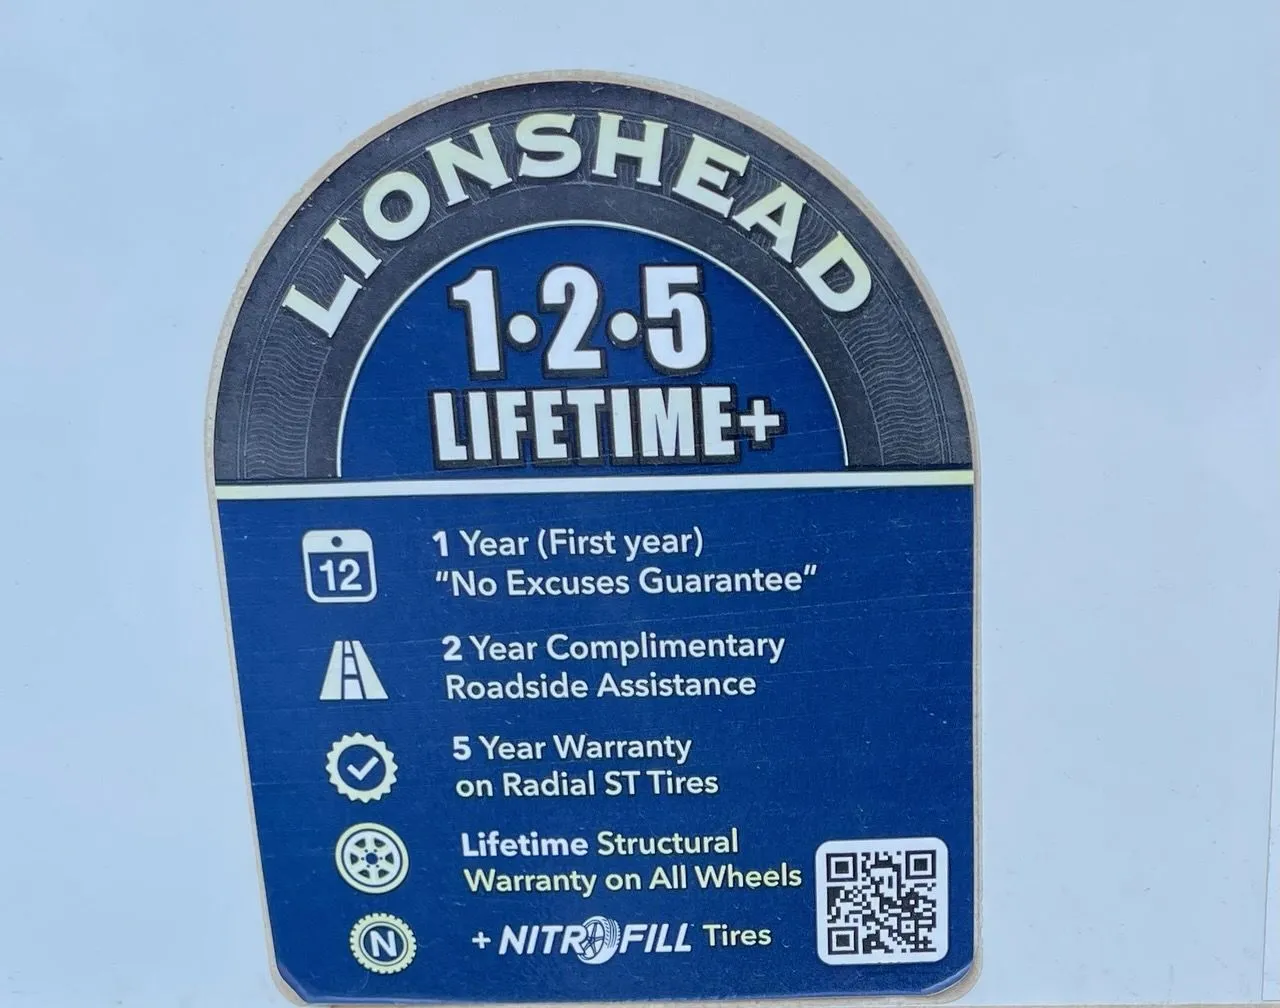 LIONSHEAD
1•2•5
LIFETIME+
12
1 Year (First year)
"No Excuses Guarantee"
2 Year Complimentary
Roadside Assistance
5 Year Warranty
on Radial ST Tires
Lifetime Structural
Warranty on All Wheels
N
+ NITROFILL Tires